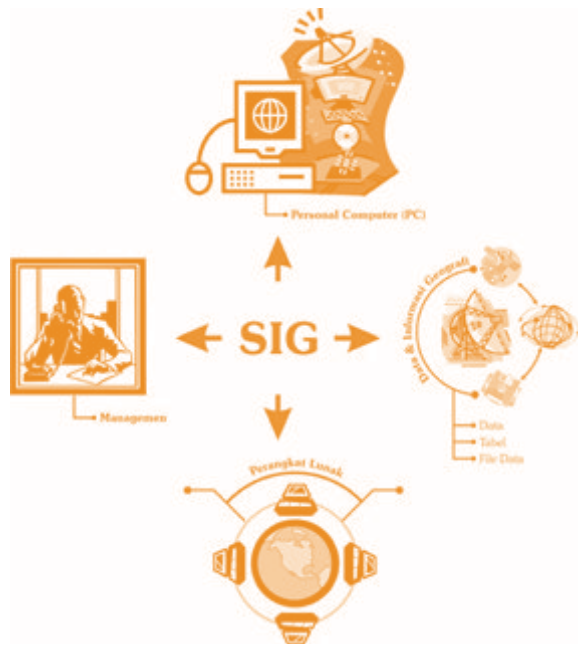 Personal Computer (PC)
SIG
Data & Informasi Geografi
Managemen
Data
Tabel
File Data
Perangkat Lunak